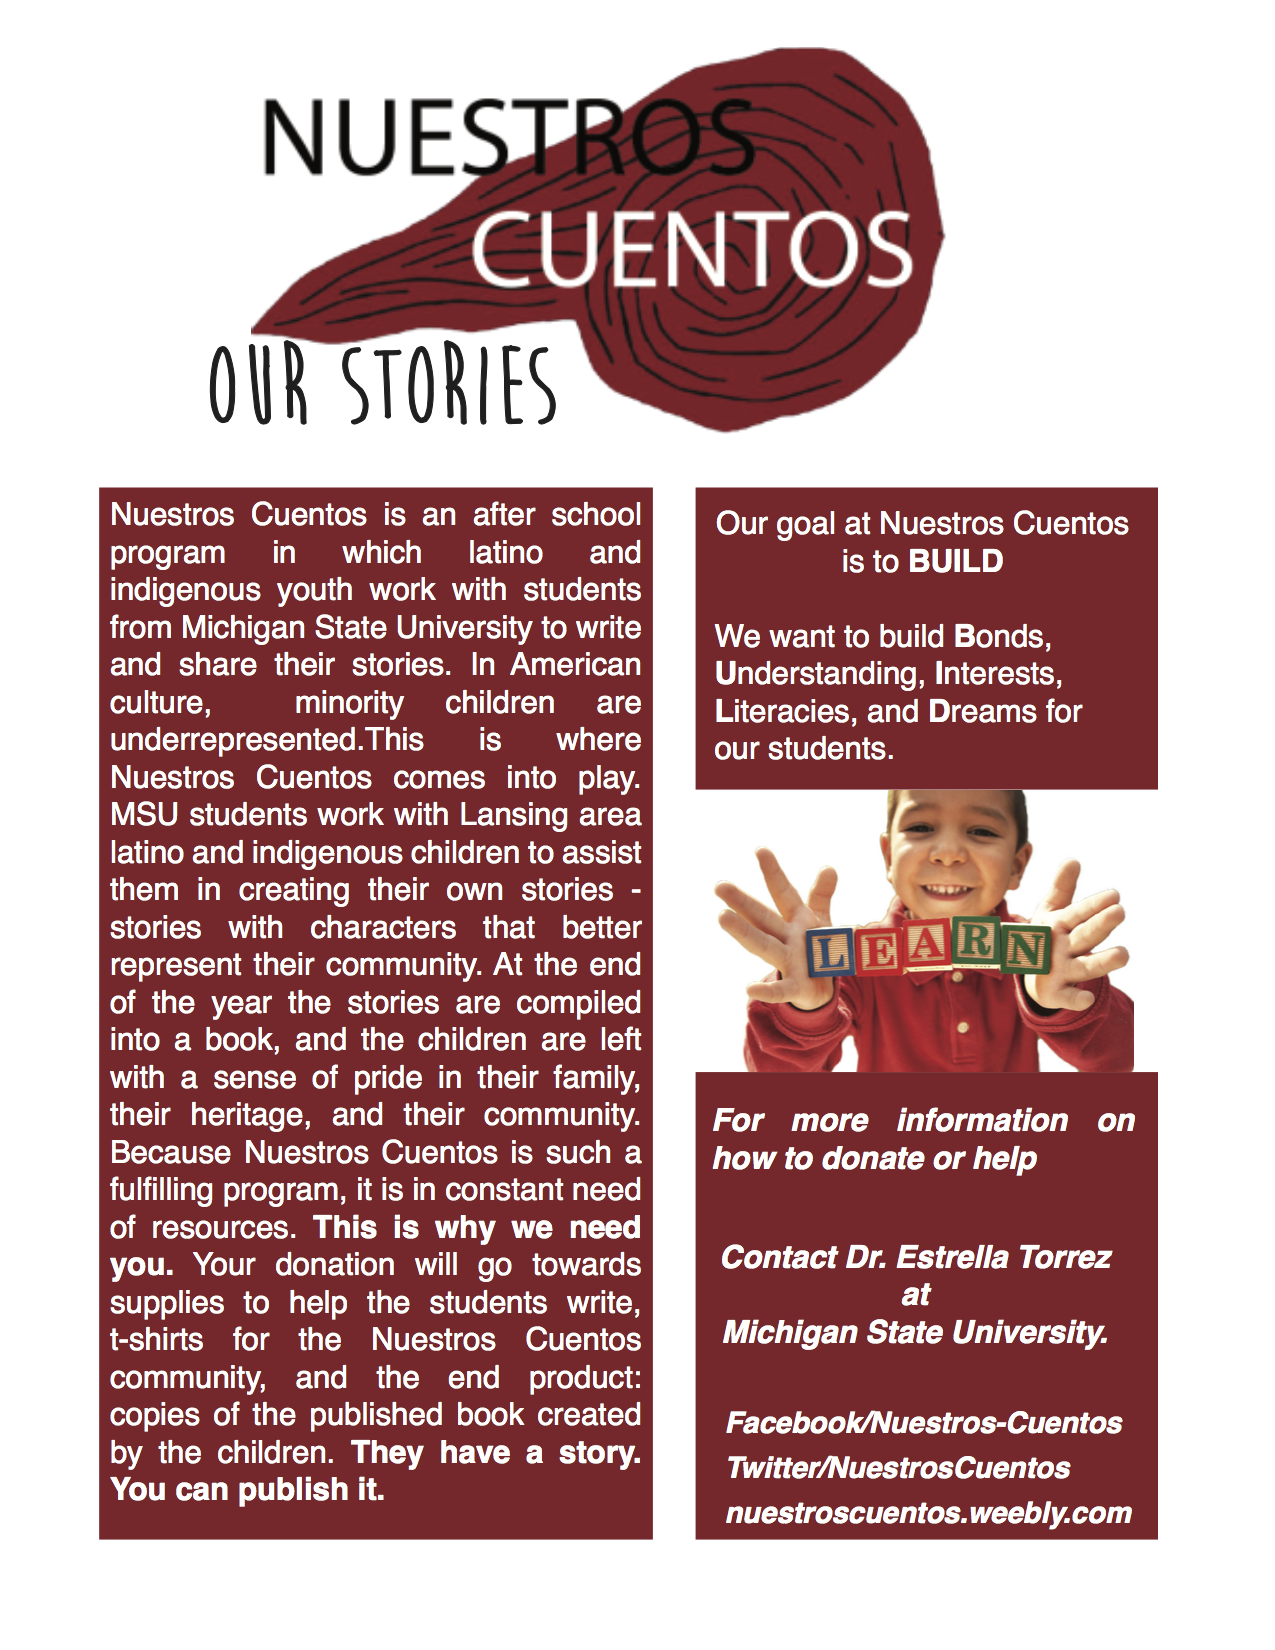 NUESTROS
CUENTOS
OUR STORIES
Nuestros Cuentos is an after school
program in which latino and
indigenous youth work with students
from Michigan State University to write
and share their stories. In American
culture, minority children are
underrepresented.This is where
Nuestros Cuentos comes into play.
MSU students work with Lansing area
latino and indigenous children to assist
them in creating their own stories -
stories with characters that better
represent their community. At the end
of the year the stories are compiled
into a book, and the children are left
with a sense of pride in their family,
their heritage, and their community.
Because Nuestros Cuentos is such a
fulfilling program, it is in constant need
of resources. This is why we need
you. Your donation will go towards
supplies to help the students write,
t-shirts for the Nuestros Cuentos
community, and the end product:
copies of the published book created
by the children. They have a story.
You can publish it.
Our goal at Nuestros Cuentos
is to BUILD
We want to build Bonds,
Understanding, Interests,
Literacies, and Dreams for
our students.
LEARN
For more information on
how to donate or help
Contact Dr. Estrella Torrez
at
Michigan State University.
Facebook/Nuestros-Cuentos
Twitter/NuestrosCuentos
nuestroscuentos.weebly.com